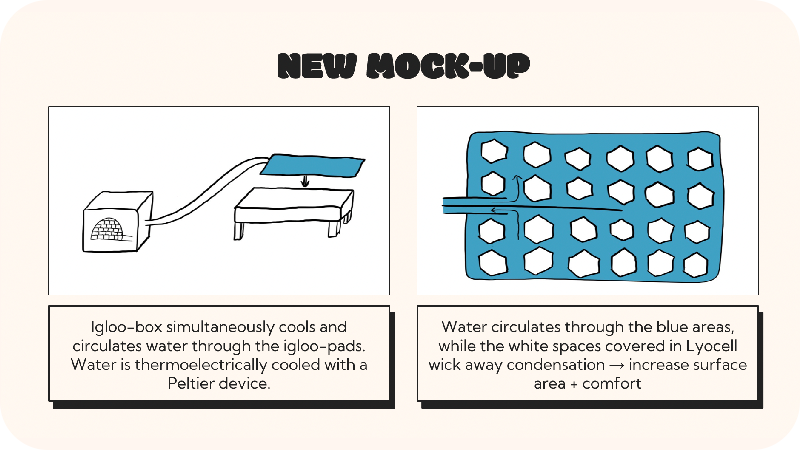 NEW MOCK-UP
Igloo-box simultaneously cools and
circulates water through the igloo-pads.
Water is thermoelectrically cooled with a
Peltier device.
Water circulates through the blue areas,
while the white spaces covered in Lyocell
wick away condensation → increase surface
area + comfort